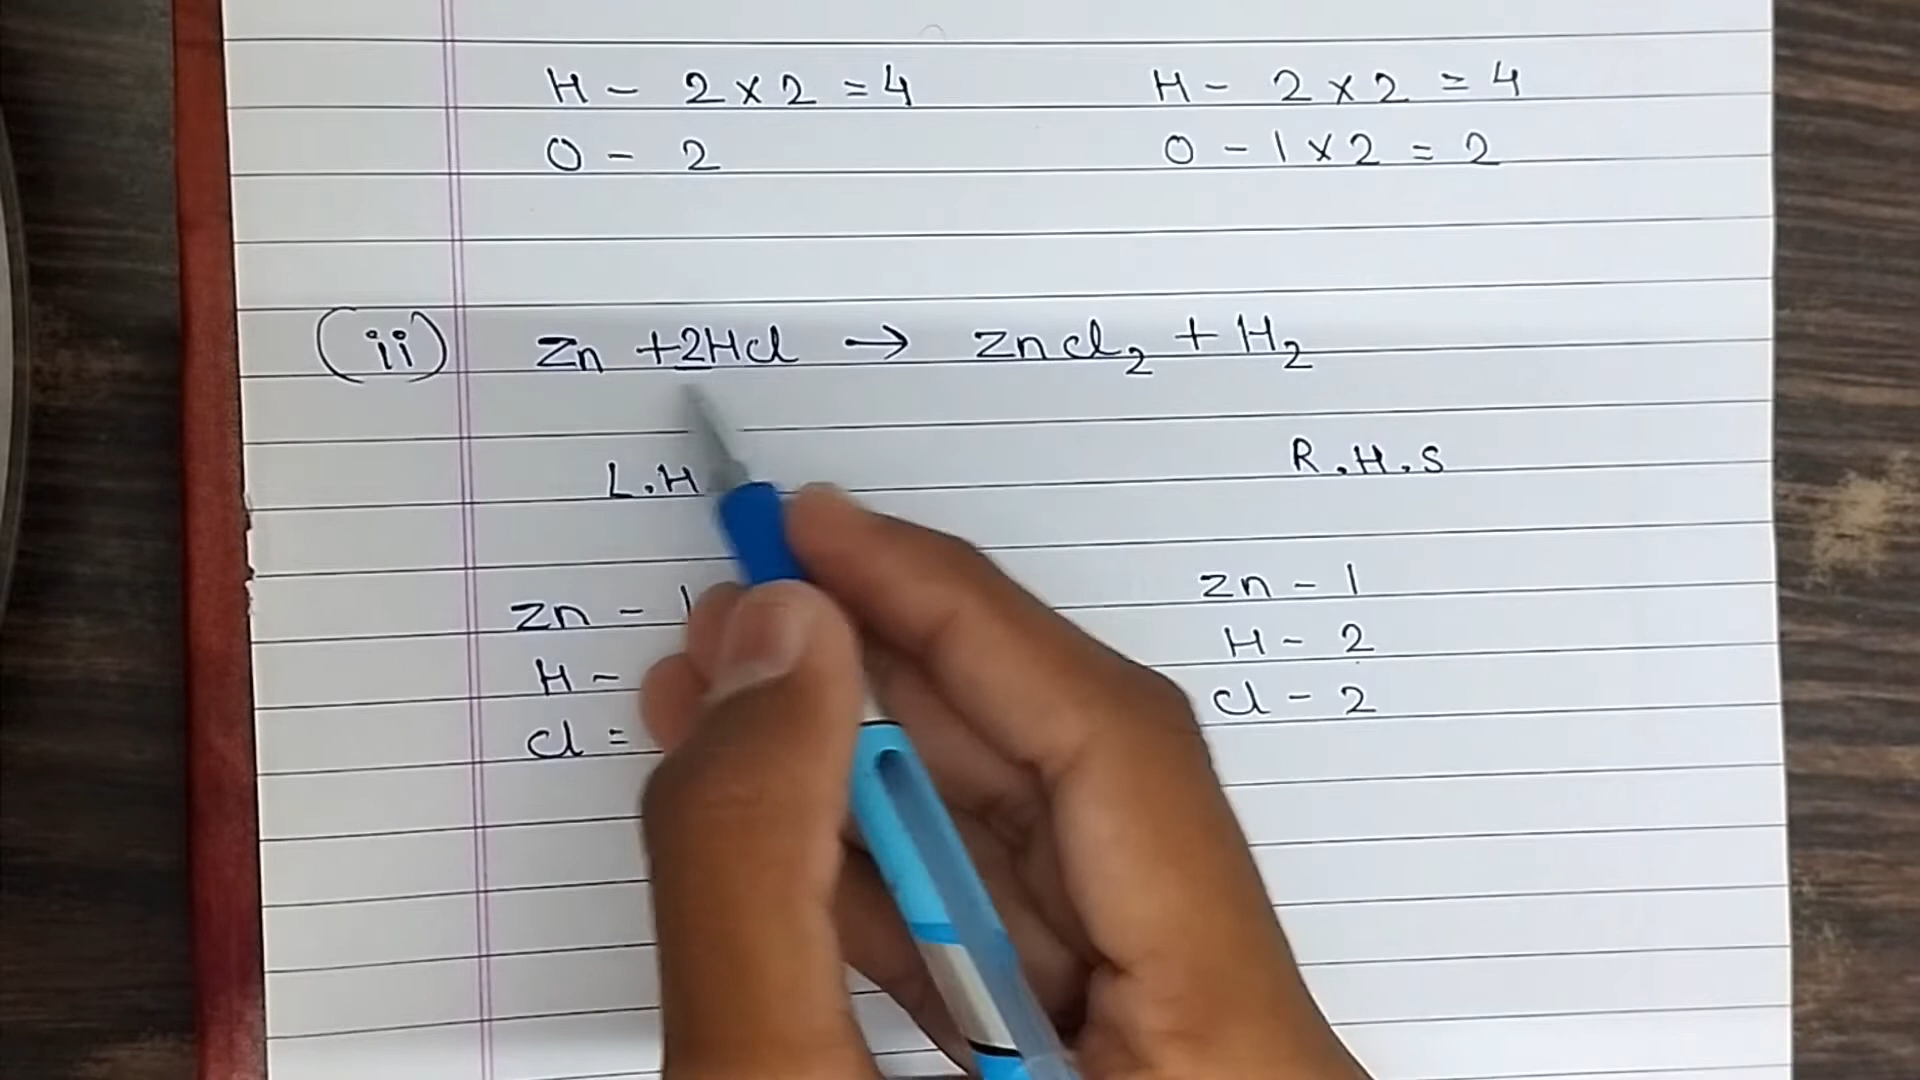 H - 2 × 2 = 4 H - 2 × 2 = 4
O - 2 O - 1 × 2 = 2
(ii) Zn + 2HCl → ZnCl₂ + H₂
L.H R.H.S
Zn - 1 Zn - 1
H - H - 2
Cl = Cl - 2